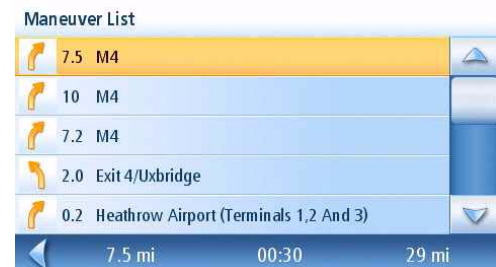 Maneuver List
7.5 M4
10 M4
7.2 M4
2.0 Exit 4/Uxbridge
0.2 Heathrow Airport (Terminals 1,2 And 3)
7.5 mi 00:30 29 mi